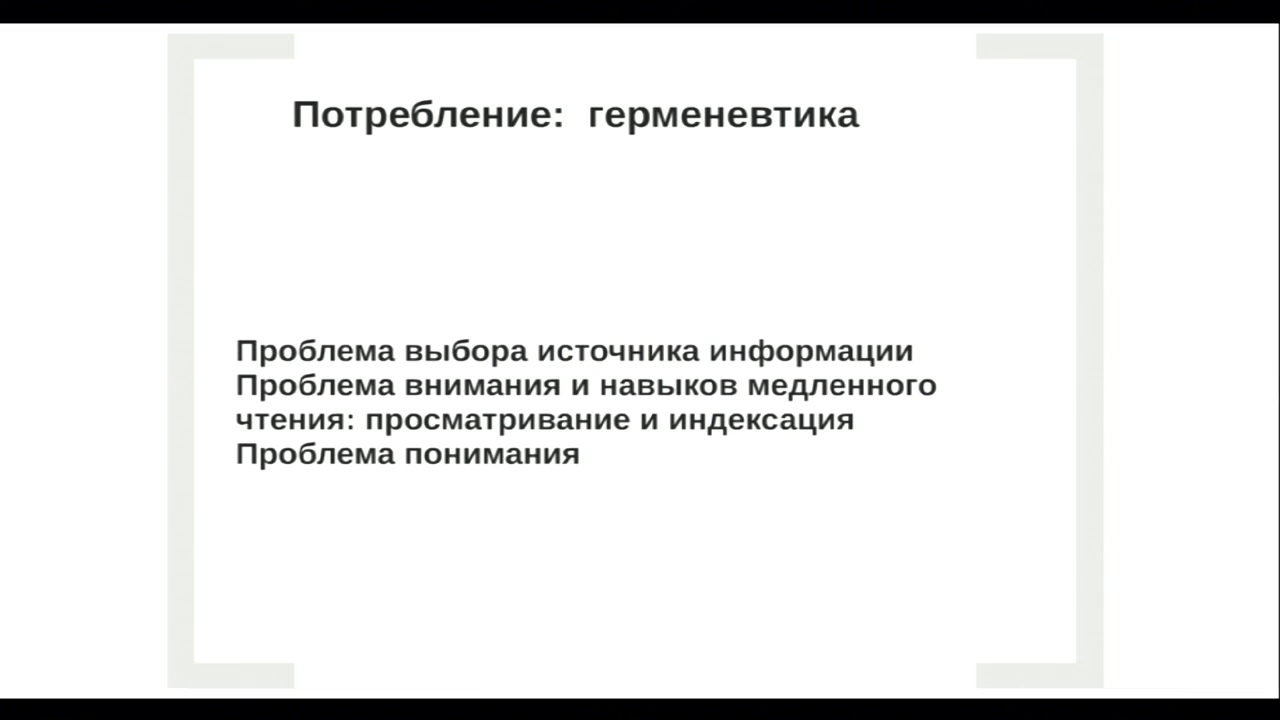 Потребление: герменевтика
Проблема выбора источника информации
Проблема внимания и навыков медленного
чтения: просматривание и индексация
Проблема понимания